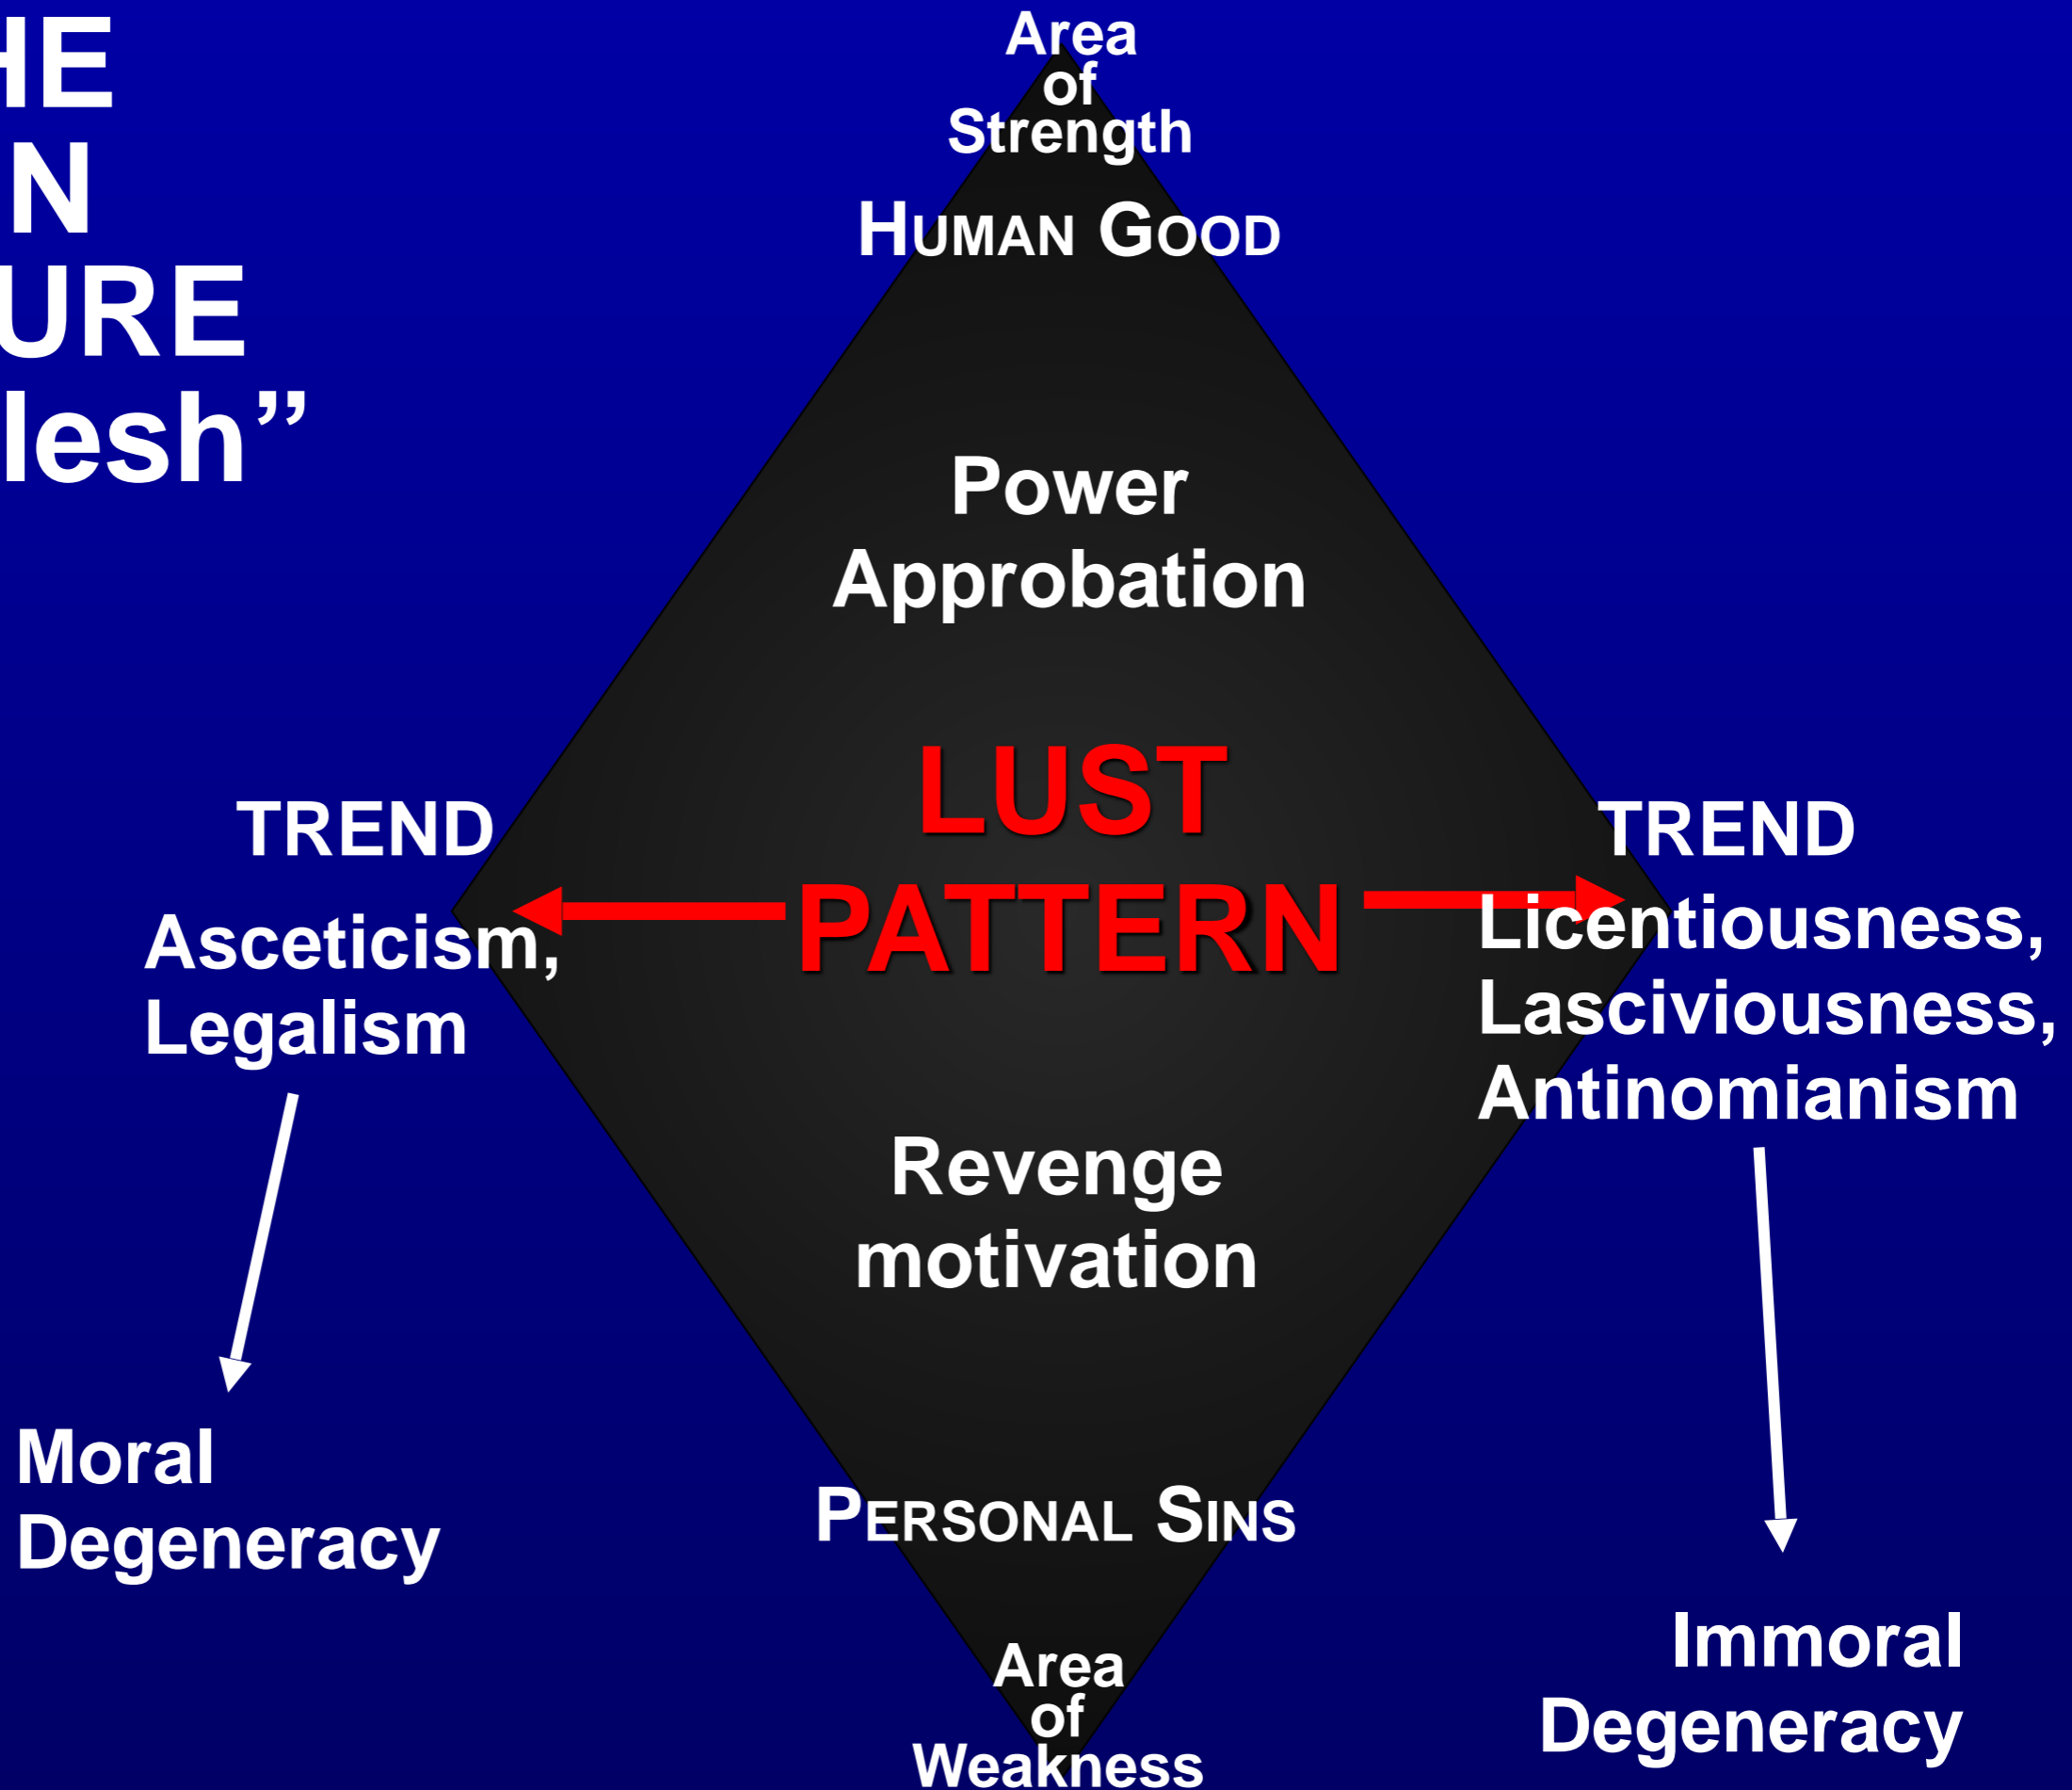 HE
N
URE
lesh”
Area
of
Strength
HUMAN GOOD
Power
Approbation
LUST
PATTERN
TREND
Asceticism,
Legalism
TREND
Licentiousness,
Lasciviousness,
Antinomianism
Revenge
motivation
Moral
Degeneracy
PERSONAL SINS
Immoral
Degeneracy
Area
of
Weakness